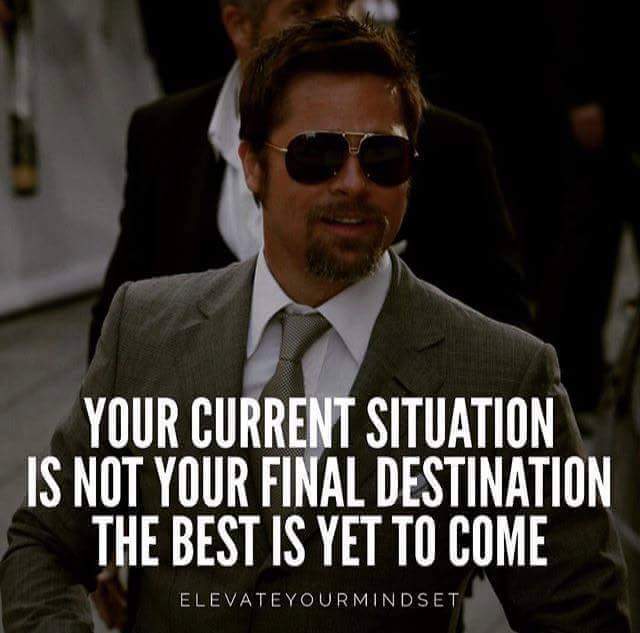 YOUR CURRENT SITUATION
IS NOT YOUR FINAL DESTINATION
THE BEST IS YET TO COME
ELEVATEYOURMINDSET